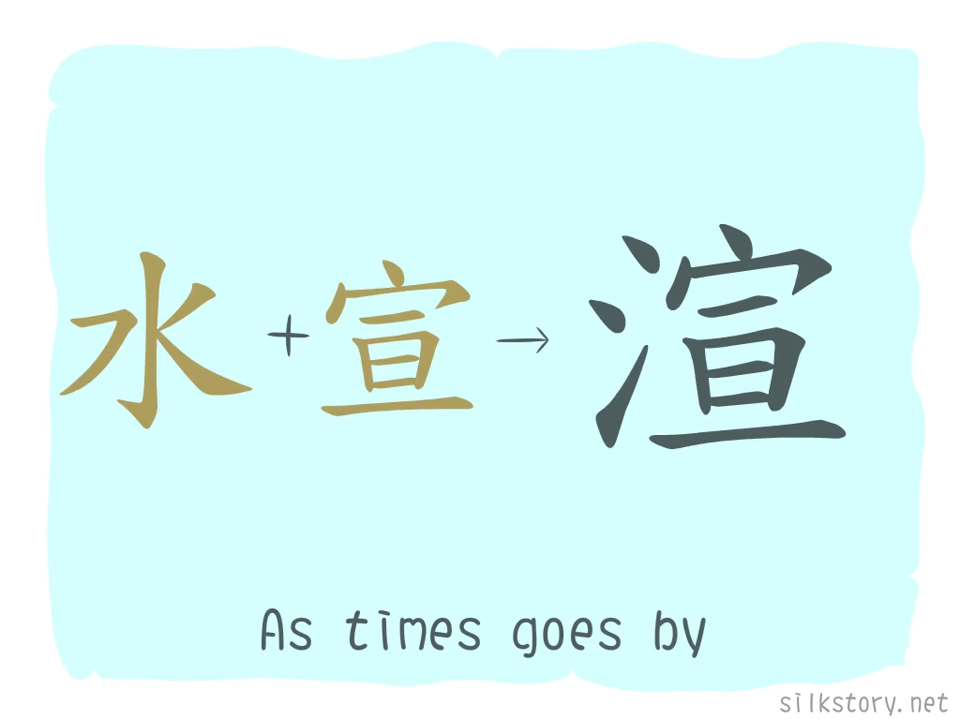 水 + 宣 → 渲
As times goes by
silkstory.net